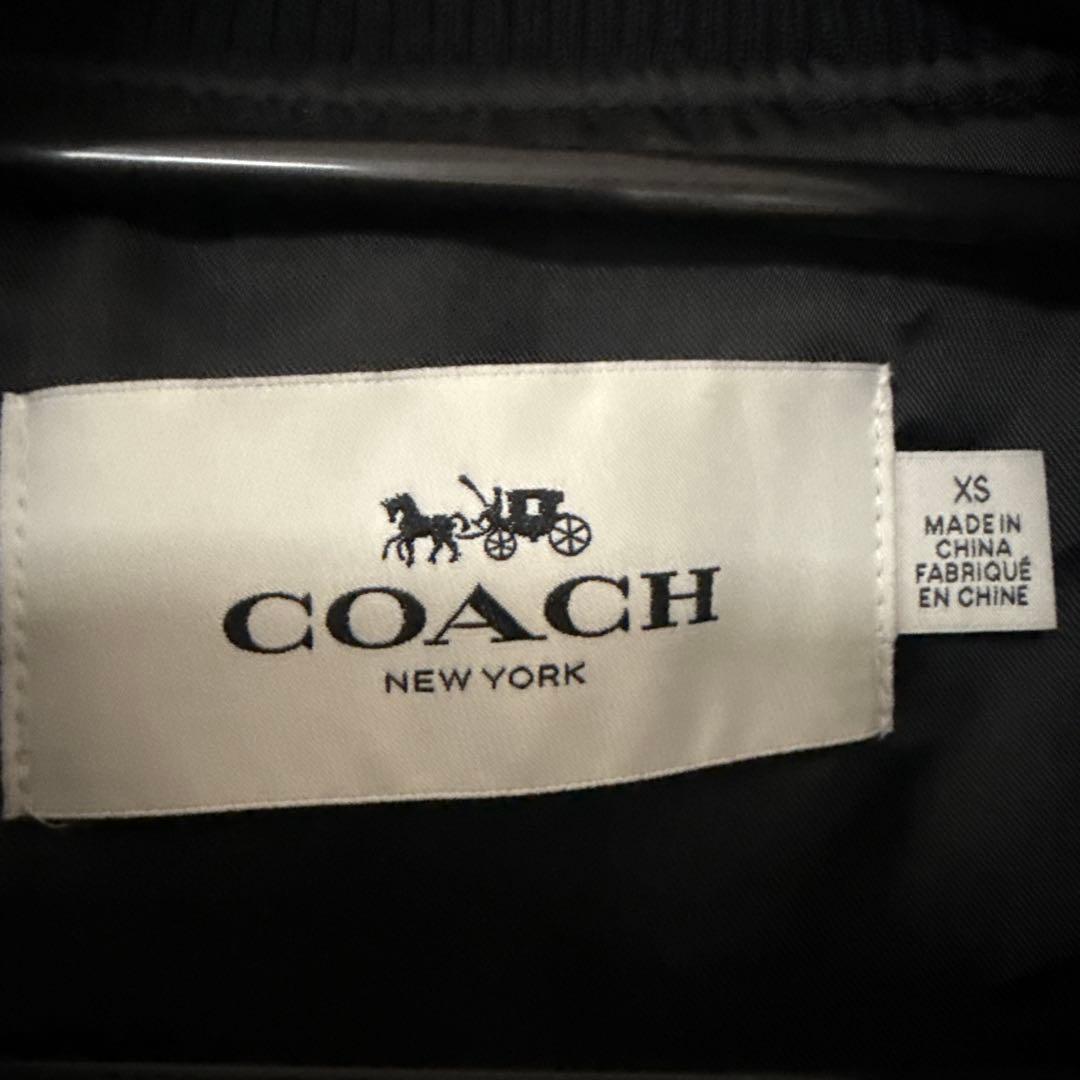 COACH
NEW YORK
XS
MADE IN
CHINA
FABRIQUÉ
EN CHINE